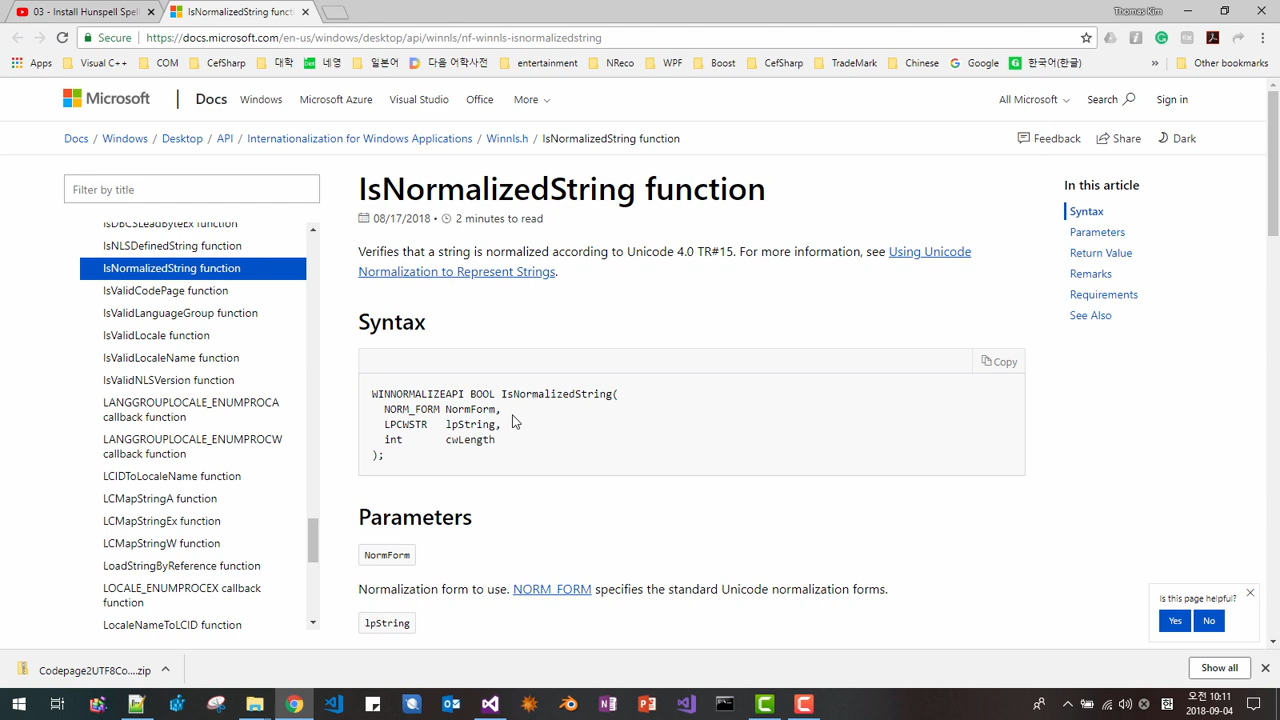 03 - Install Hunspell Spel
IsNormalizedString funct
Thomas Kim
Secure
https://docs.microsoft.com/en-us/windows/desktop/api/winnls/nf-winnls-isnormalizedstring
Apps Visual C++ COM CefSharp 대학 네영 일본어 다음 어학사전 entertainment NReco WPF Boost CefSharp TradeMark Chinese Google 한국어(한글) » Other bookmarks
Microsoft Docs Windows Microsoft Azure Visual Studio Office More All Microsoft Search Sign in
Docs / Windows / Desktop / API / Internationalization for Windows Applications / Winnls.h / IsNormalizedString function
Feedback Share Dark
Filter by title
IsDBCSLeadByteEx function
IsNLSDefinedString function
IsNormalizedString function
IsValidCodePage function
IsValidLanguageGroup function
IsValidLocale function
IsValidLocaleName function
IsValidNLSVersion function
LANGGROUPLOCALE_ENUMPROCA
callback function
LANGGROUPLOCALE_ENUMPROCW
callback function
LCIDToLocaleName function
LCMapStringA function
LCMapStringEx function
LCMapStringW function
LoadStringByReference function
LOCALE_ENUMPROCEX callback
function
LocaleNameToLCID function
IsNormalizedString function
08/17/2018 • 2 minutes to read
Verifies that a string is normalized according to Unicode 4.0 TR#15. For more information, see Using Unicode
Normalization to Represent Strings.
Syntax
Copy
WINNORMALIZEAPI BOOL IsNormalizedString(
NORM_FORM NormForm,
LPCWSTR lpString,
int cwLength
);
Parameters
NormForm
Normalization form to use. NORM_FORM specifies the standard Unicode normalization forms.
lpString
In this article
Syntax
Parameters
Return Value
Remarks
Requirements
See Also
Is this page helpful?
Yes No
Codepage2UTF8Co....zip
Show all
오전 10:11
2018-09-04